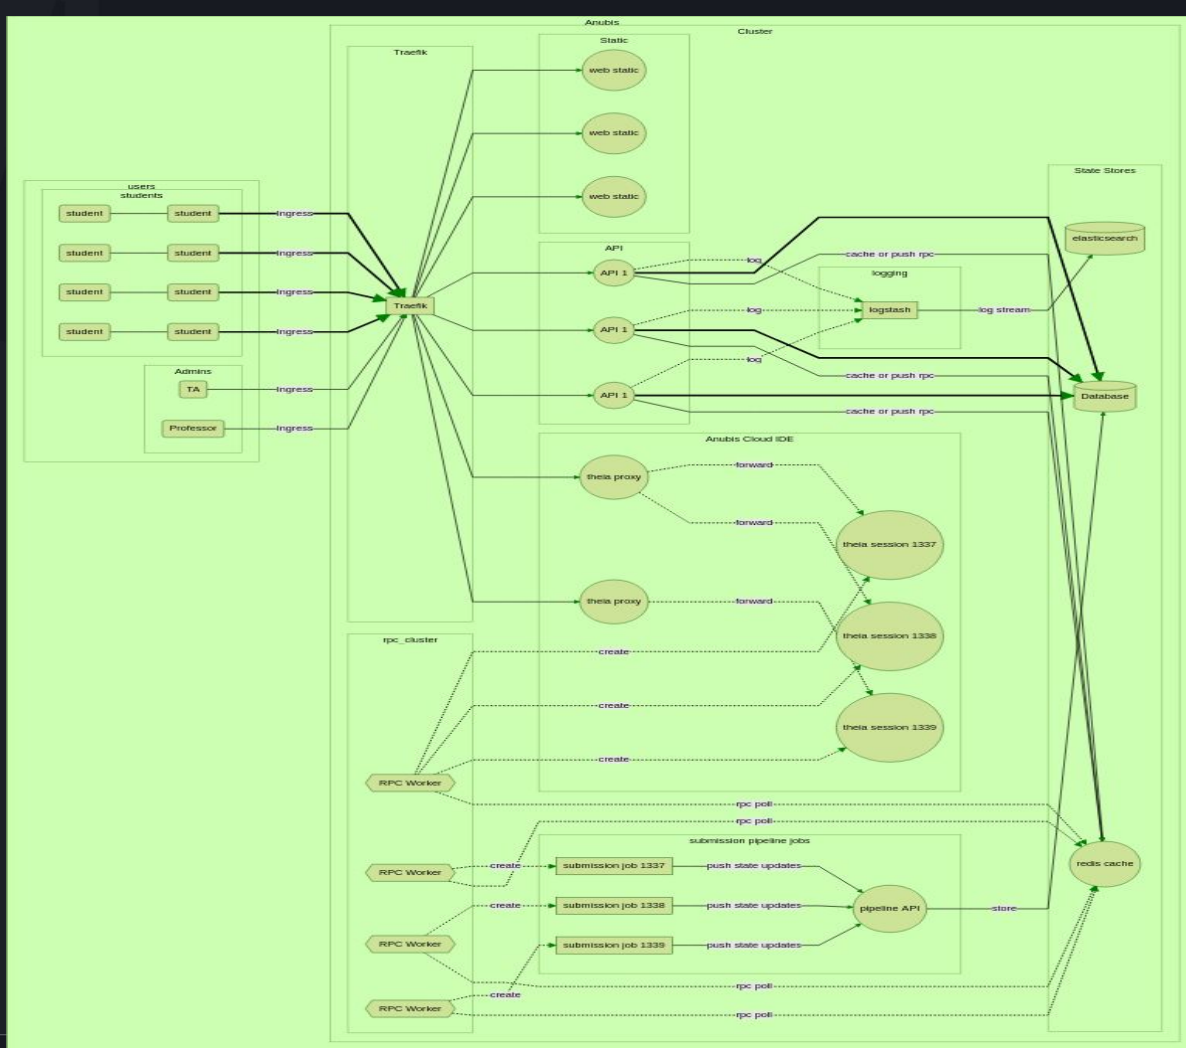 Anubis
Cluster
Traefik
Static
web static
web static
web static
State Stores
users
students
student student Ingress
student student Ingress
student student Ingress
student student Ingress
Traefik
Admins
TA Ingress
Professor Ingress
API
API 1 log
cache or push rpc
elasticsearch
logging
API 1 log
logstash
log stream
API 1 log
cache or push rpc
Database
cache or push rpc
Anubis Cloud IDE
theia proxy forward
forward
theia session 1337
theia proxy forward
theia session 1338
rpc_cluster
create
create
theia session 1339
create
RPC Worker
rpc poll
rpc poll
submission pipeline jobs
RPC Worker create submission job 1337 push state updates
redis cache
create submission job 1338 push state updates pipeline API store
RPC Worker submission job 1339 push state updates
rpc poll
create
RPC Worker
rpc poll